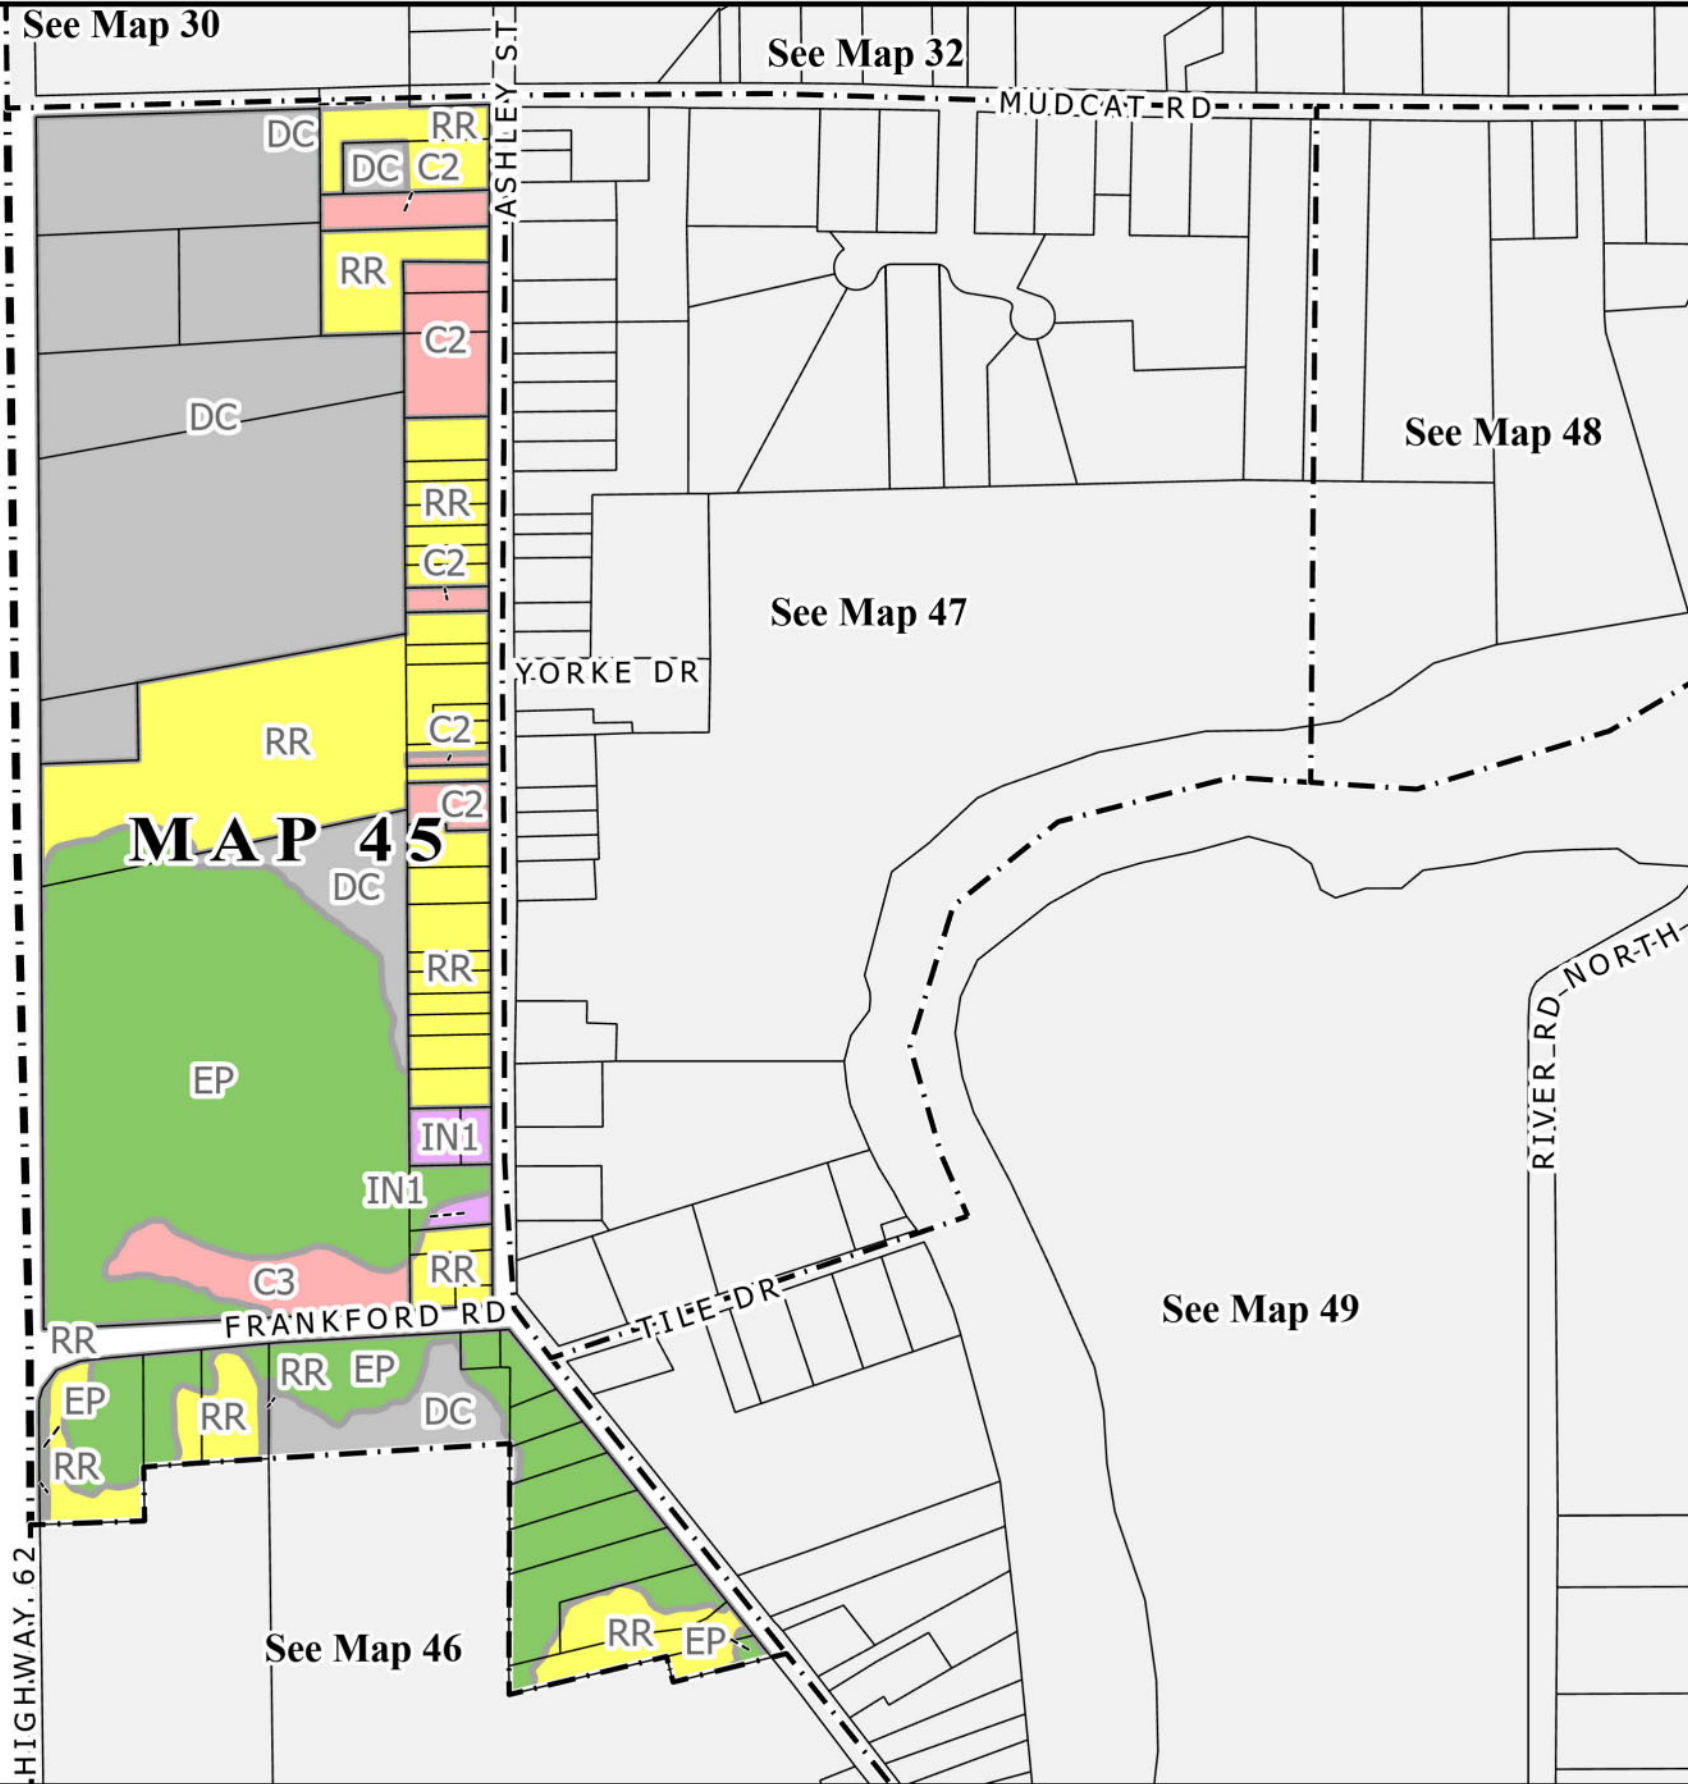 See Map 30
See Map 32
ASHLEY ST
MUDCAT RD
DC
RR
DC
C2
RR
C2
DC
See Map 48
RR
C2
See Map 47
YORKE DR
C2
RR
C2
MAP 45
DC
RR
NORTH
RIVER RD
EP
IN1
IN1
RR
C3
TILE DR
See Map 49
FRANKFORD RD
RR
RR
EP
EP
RR
DC
RR
HIGHWAY 62
RR
EP
See Map 46